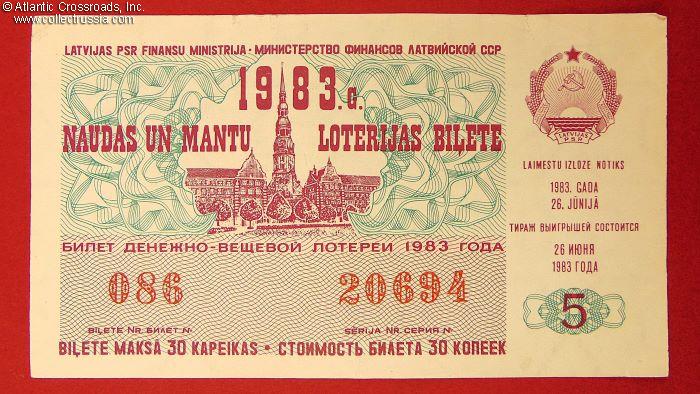 © Atlantic Crossroads, Inc.
www.collectrussia.com
LATVIJAS PSR FINANSU MINISTRIJA · МИНИСТЕРСТВО ФИНАНСОВ ЛАТВИЙСКОЙ ССР
1983.g.
NAUDAS UN MANTU LOTERIJAS BIĻETE
БИЛЕТ ДЕНЕЖНО-ВЕЩЕВОЙ ЛОТЕРЕИ 1983 ГОДА
086 20694
BIĻETE NR. БИЛЕТ № SĒRIJA NR. СЕРИЯ №
BIĻETE MAKSĀ 30 KAPEIKAS · СТОИМОСТЬ БИЛЕТА 30 КОПЕЕК
LATVIJAS
PSR
LAIMESTU IZLOZE NOTIKS
1983. GADA
26. JŪNIJĀ
ТИРАЖ ВЫИГРЫШЕЙ СОСТОИТСЯ
26 ИЮНЯ
1983 ГОДА
5